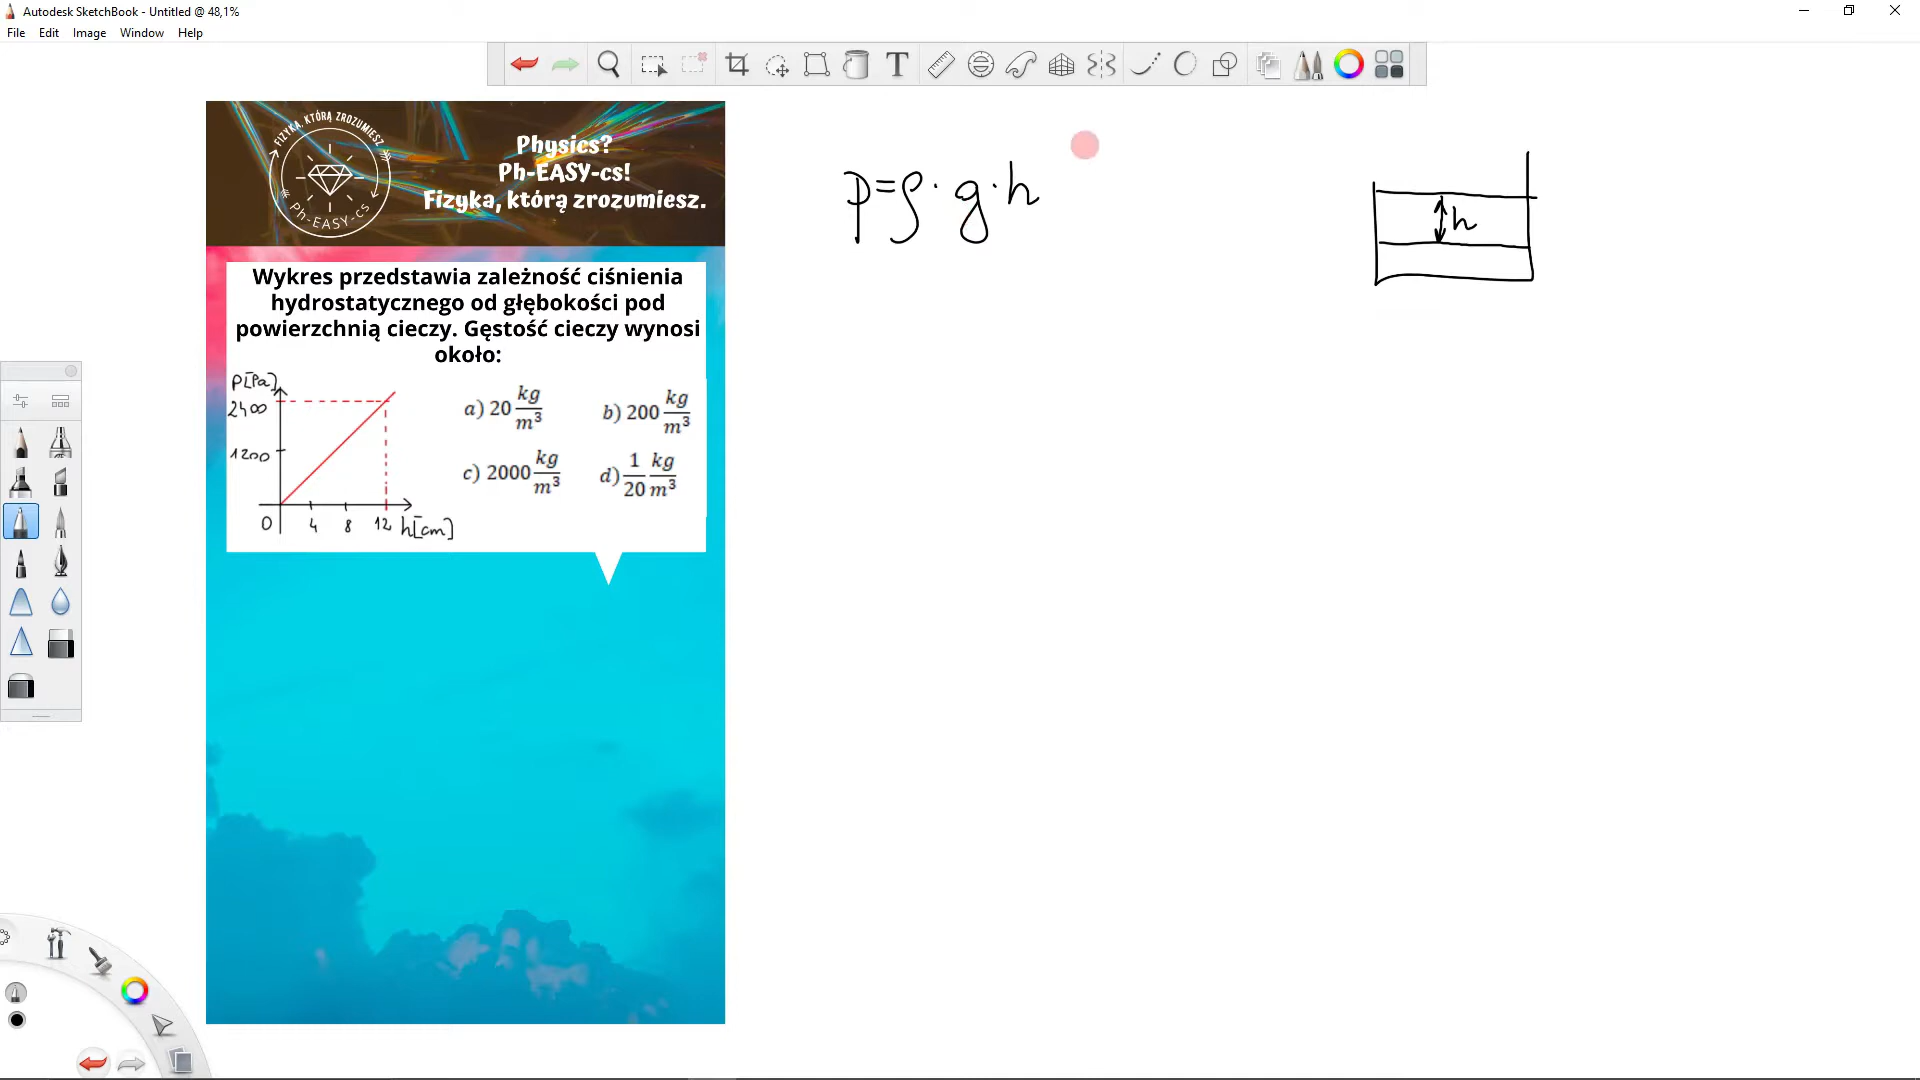 Autodesk SketchBook - Untitled @ 48,1%
File Edit Image Window Help
T
FIZYKA, KTÓRĄ ZROZUMIESZ
Ph-EASY-cs
Physics?
Ph-EASY-cs!
Fizyka, którą zrozumiesz.
Wykres przedstawia zależność ciśnienia
hydrostatycznego od głębokości pod
powierzchnią cieczy. Gęstość cieczy wynosi
około:
p[Pa]
2400
1200
0 4 8 12 h[cm]
a) 20 kg/m³ b) 200 kg/m³
c) 2000 kg/m³ d) 1/20 kg/m³
p=ρ·g·h
h